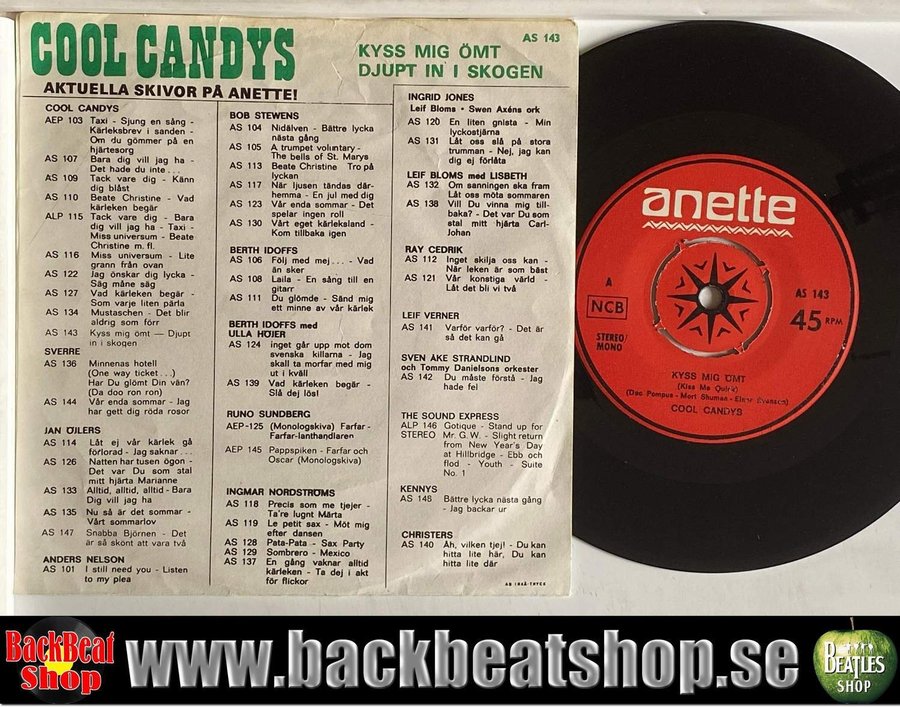 COOL CANDYS
AS 143
KYSS MIG ÖMT
DJUPT IN I SKOGEN
AKTUELLA SKIVOR PÅ ANETTE!
COOL CANDYS
AEP 103 Taxi - Sjung en sång -
Kärleksbrev i sanden -
Om du gömmer på en
hjärtesorg
AS 107 Bara dig vill jag ha -
Det hade du inte . . .
AS 109 Tack vare dig - Känn
dig blåst
AS 110 Beate Christine - Vad
kärleken begär
ALP 115 Tack vare dig - Bara
dig vill jag ha - Taxi -
Miss universum - Beate
Christine m. fl.
AS 116 Miss universum - Lite
grann från ovan
AS 122 Jag önskar dig lycka -
Säg måne säg
AS 127 Vad kärleken begär -
Som varje liten pärla
AS 134 Mustaschen - Det blir
aldrig som förr
AS 143 Kyss mig ömt — Djupt
in i skogen
SVERRE
AS 136 Minnenas hotell
(One way ticket...)
Har Du glömt Din vän?
(Da doo ron ron)
AS 144 Vår enda sommar - Jag
har gett dig röda rosor
JAN ÖILERS
AS 114 Låt ej vår kärlek gå
förlorad - Jag saknar...
AS 126 Natten har tusen ögon -
Det var Du som stal
mitt hjärta Marianne
AS 133 Alltid, alltid, alltid - Bara
Dig vill jag ha
AS 135 Nu så är det sommar -
Vårt sommarlov
AS 147 Snabba Björnen - Det
är så skönt att vara två
ANDERS NELSON
AS 101 I still need you - Listen
to my plea
BOB STEWENS
AS 104 Nidälven - Bättre lycka
nästa gång
AS 105 A trumpet voluntary -
The bells of St. Marys
AS 113 Beate Christine Tro på
lyckan
AS 117 När ljusen tändas där-
hemma - En jul med dig
AS 123 Vår enda sommar - Det
spelar ingen roll
AS 130 Vårt eget kärleksland -
Kom tillbaka igen
BERTH IDOFFS
AS 106 Följ med mej . . . - Vad
än sker
AS 108 Laila - En sång till en
gitarr
AS 111 Du glömde - Sänd mig
ett minne av vår kärlek
BERTH IDOFFS med
ULLA HÖJER
AS 124 inget går upp mot dom
svenska killarna - Jag
skall ta morfar med mig
ut i kväll
AS 139 Vad kärleken begär -
Slå dej lös!
RUNO SUNDBERG
AEP-125 (Monologskiva) Farfar -
Farfar-lanthandlaren
AEP 145 Pappspiken - Farfar och
Oscar (Monologskiva)
INGMAR NORDSTRÖMS
AS 118 Precis som me tjejer -
Ta're lugnt Märta
AS 119 Le petit sax - Möt mig
efter dansen
AS 128 Pata-Pata - Sax Party
AS 129 Sombrero - Mexico
AS 137 En gång vaknar alltid
kärleken - Ta dej i akt
för flickor
INGRID JONES
Leif Bloms • Swen Axéns ork
AS 120 En liten gnista - Min
lyckostjärna
AS 131 Låt oss slå på stora
trumman - Nej, jag kan
dig ej förlåta
LEIF BLOMS med LISBETH
AS 132 Om sanningen ska fram
Låt oss möta sommaren
AS 138 Vill Du vinna mig till-
baka? - Det var Du som
stal mitt hjärta Carl-
Johan
RAY CEDRIK
AS 112 Inget skilja oss kan -
När leken är som bäst
AS 121 Vår konstiga värld -
Låt det bli vi två
LEIF VERNER
AS 141 Varför varför? - Det är
så det kan gå
SVEN ÅKE STRANDLIND
och Tommy Danielsons orkester
AS 142 Du måste förstå - Jag
hade fel
THE SOUND EXPRESS
ALP 146 Gotique - Stand up for
STEREO Mr. G.W. - Slight return
from New Year's Day
at Hillbridge - Ebb och
flod - Youth - Suite
No. 1
KENNYS
AS 148 Bättre lycka nästa gång
- Jag backar ur
CHRISTERS
AS 140 Åh, vilken tjej! - Du kan
hitta lite här, Du kan
hitta lite där
AB IREÅ-TRYCK
anette
A
NCB
STEREO/
MONO
AS 143
45 RPM
KYSS MIG ÖMT
(Kiss Me Quick)
(Doc Pompus - Mort Shuman - Elmer Evanson)
COOL CANDYS
BackBeat
Shop
www.backbeatshop.se
BEATLES
SHOP